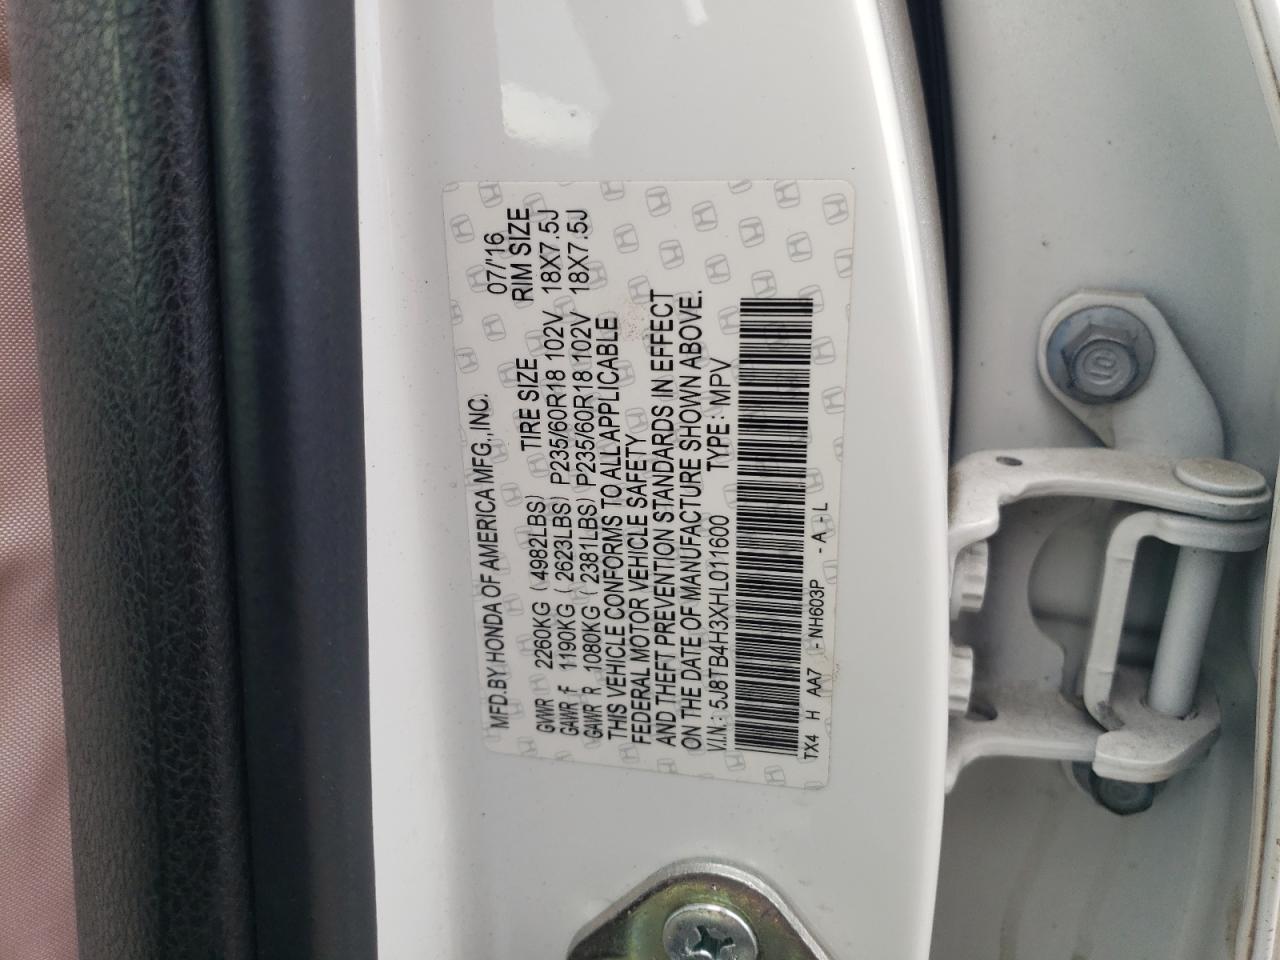 MFD.BY HONDA OF AMERICA MFG., INC. 07/'16
TIRE SIZE RIM SIZE
GVWR 2260KG (4982LBS)
GAWR F 1190KG (2623LBS) P235/60R18 102V 18X7.5J
GAWR R 1080KG (2381LBS) P235/60R18 102V 18X7.5J
THIS VEHICLE CONFORMS TO ALL APPLICABLE
FEDERAL MOTOR VEHICLE SAFETY
AND THEFT PREVENTION STANDARDS IN EFFECT
ON THE DATE OF MANUFACTURE SHOWN ABOVE.
V.I.N.: 5J8TB4H3XHL011600 TYPE: MPV
TX4 H AA7 - NH603P - A - L